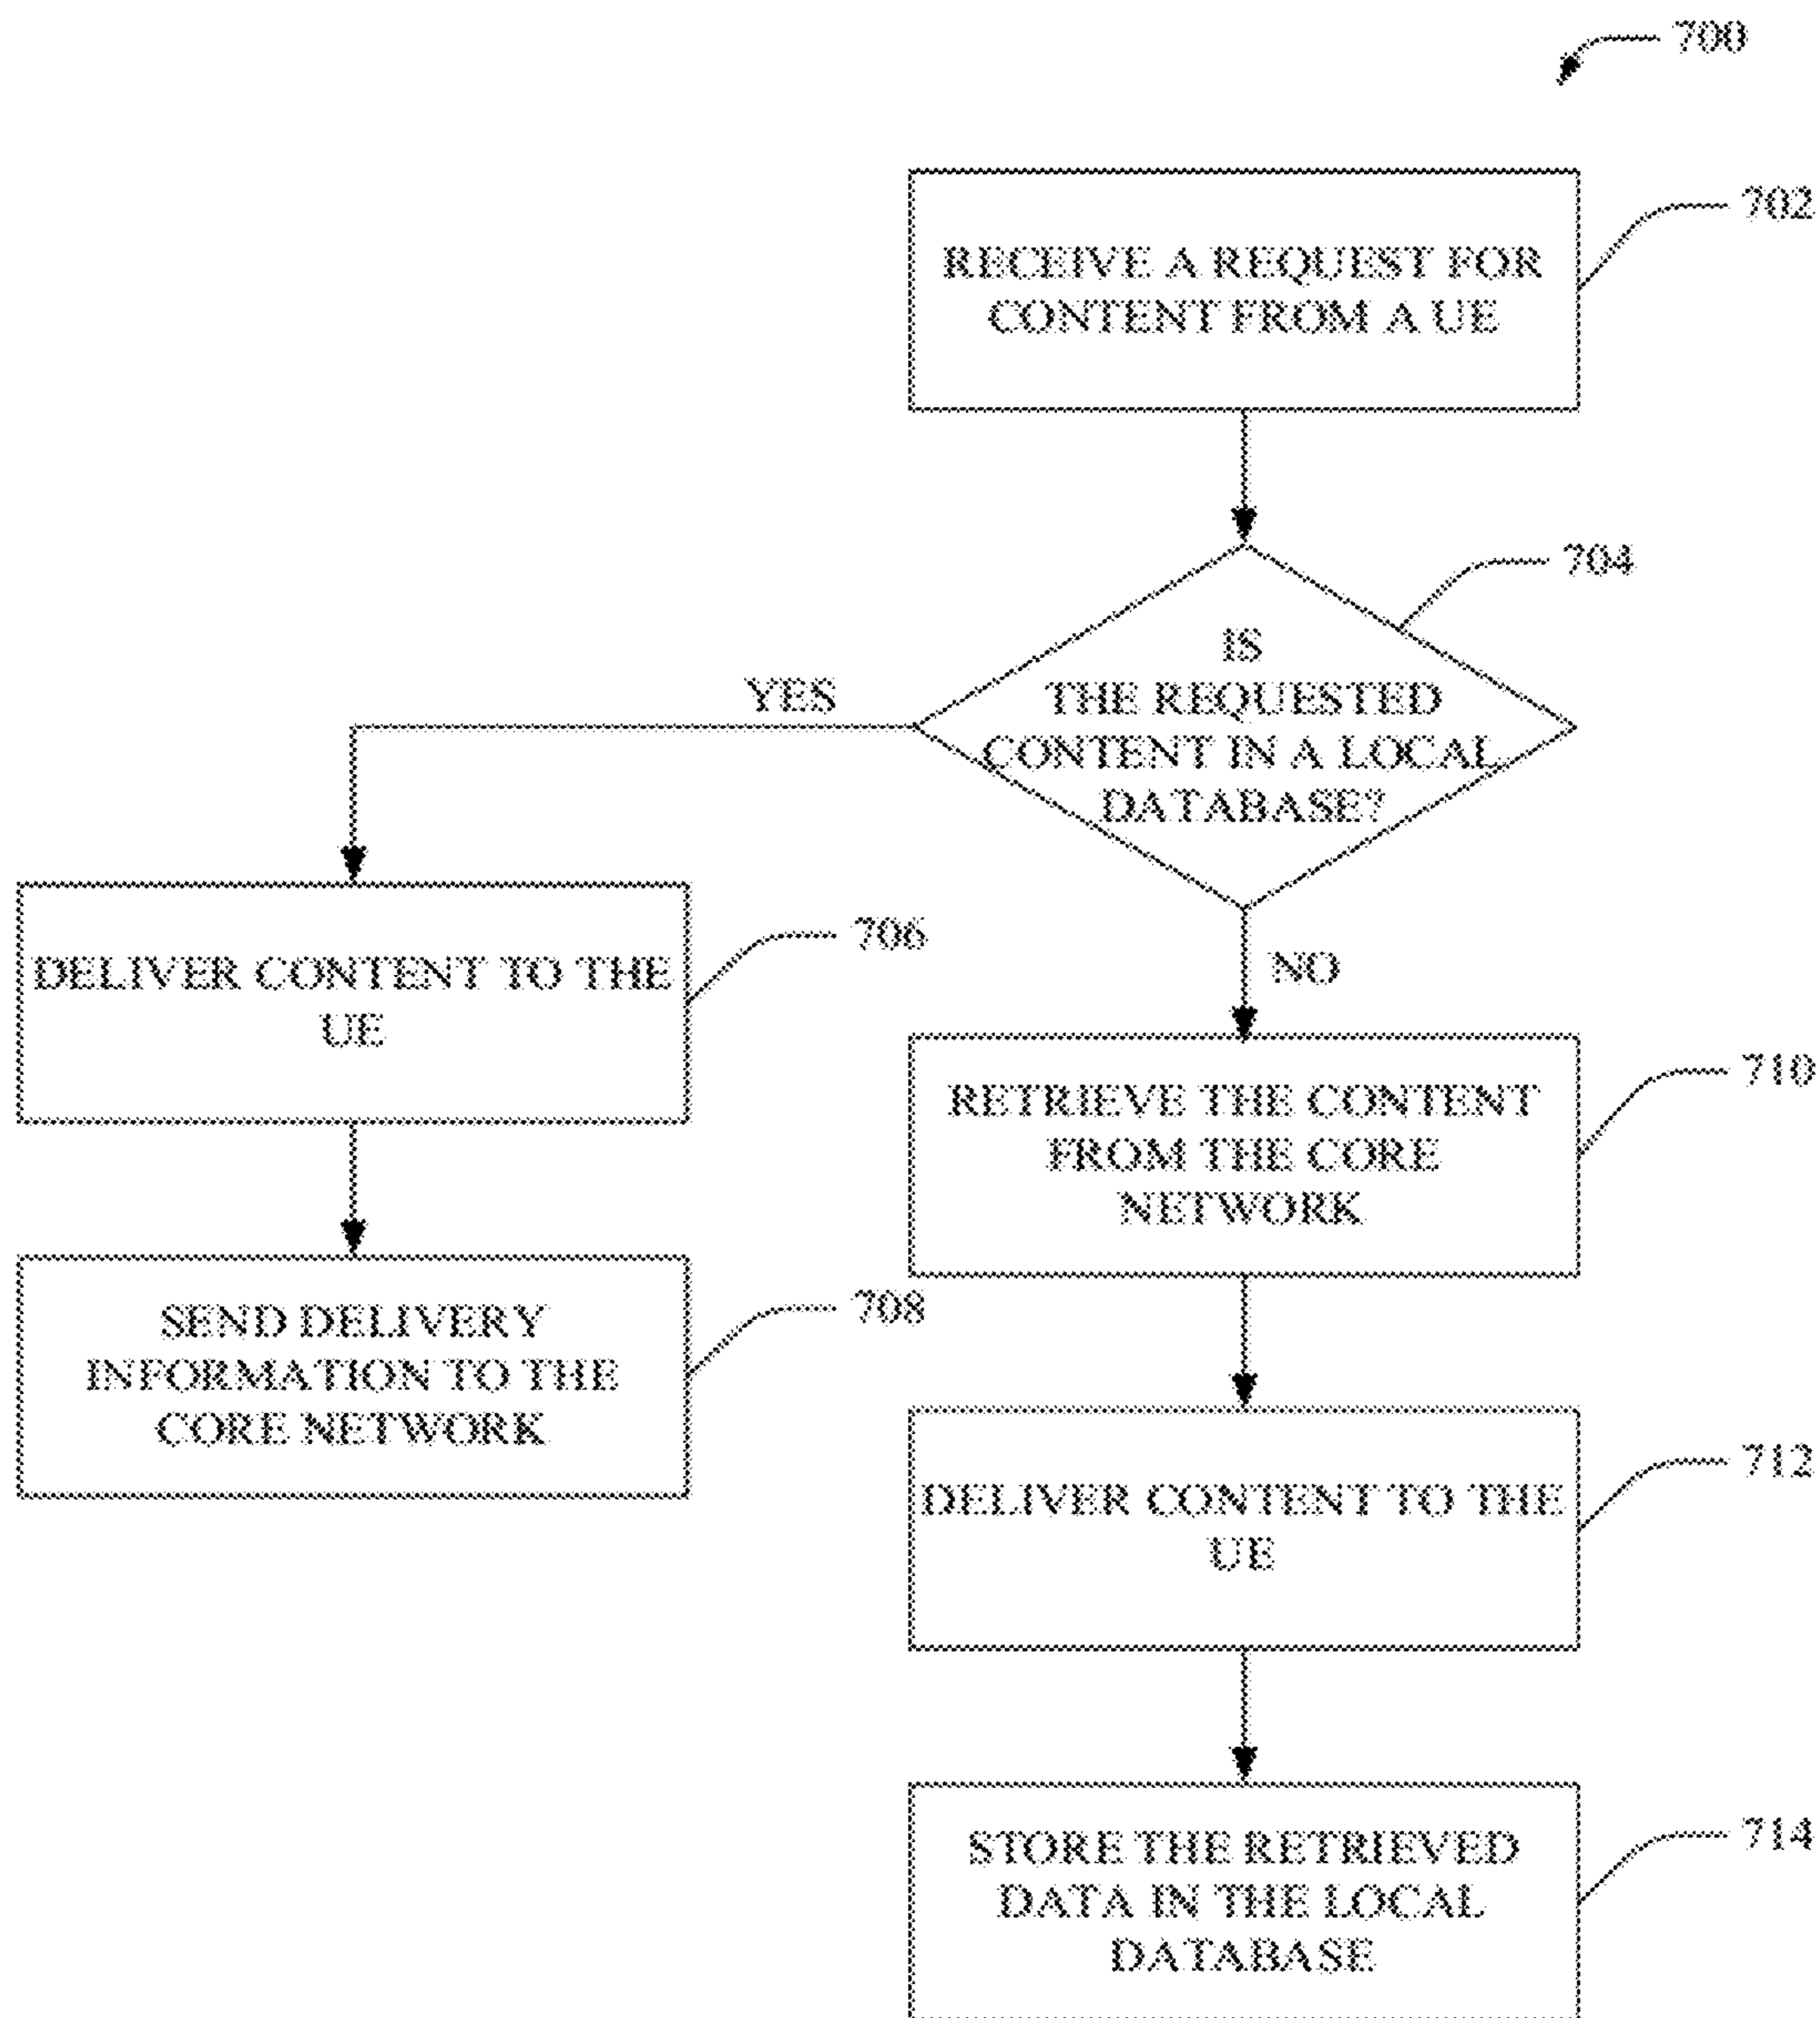 700
RECEIVE A REQUEST FOR
CONTENT FROM A UE
702
IS
THE REQUESTED
CONTENT IN A LOCAL
DATABASE?
704
YES
NO
DELIVER CONTENT TO THE
UE
706
SEND DELIVERY
INFORMATION TO THE
CORE NETWORK
708
RETRIEVE THE CONTENT
FROM THE CORE
NETWORK
710
DELIVER CONTENT TO THE
UE
712
STORE THE RETRIEVED
DATA IN THE LOCAL
DATABASE
714